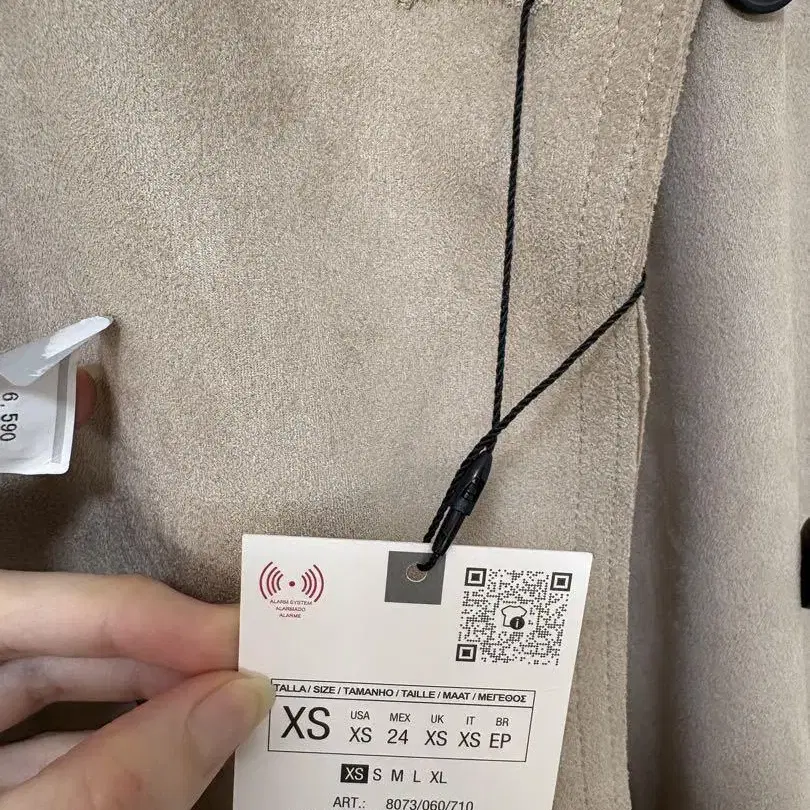 6,590
ALARM SYSTEM
ALARMADO
ALARME
TALLA / SIZE / TAMANHO / TAILLE / MAAT / ΜΕΓΕΘΟΣ
XS
USA MEX UK IT BR
XS 24 XS XS EP
XS S M L XL
ART.: 8073/060/710